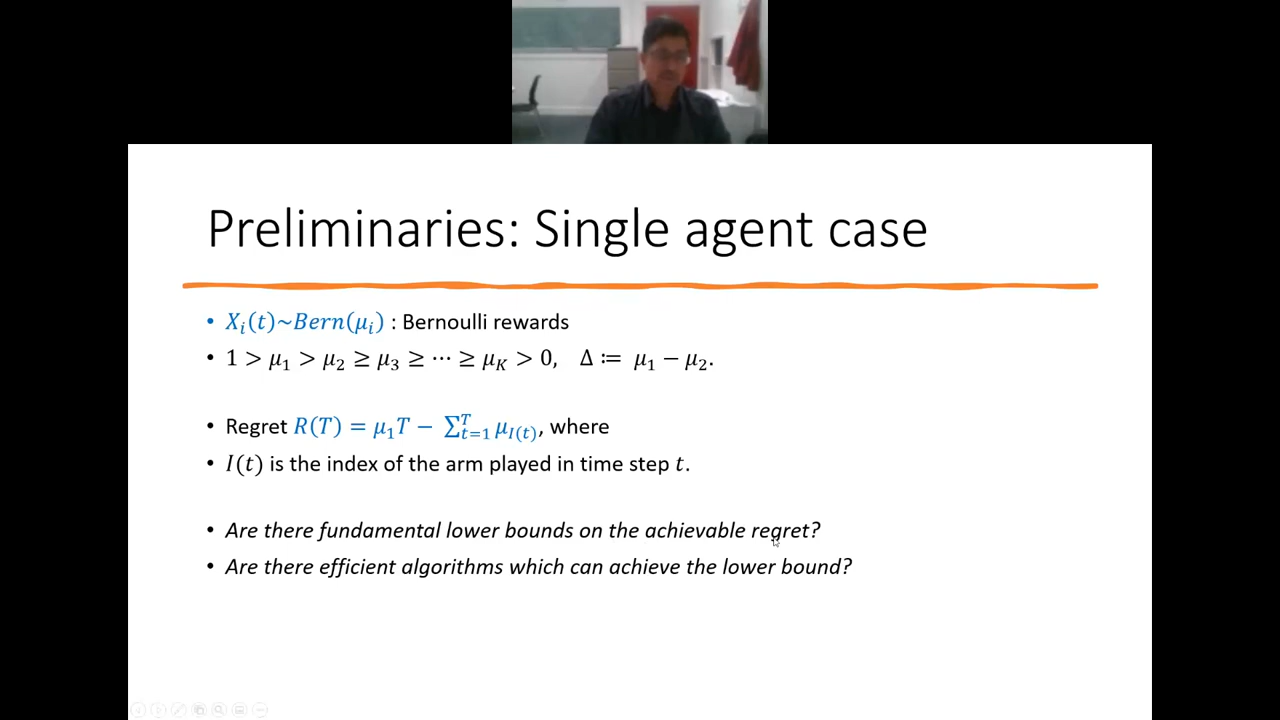 Preliminaries: Single agent case
• X_i(t)~Bern(μ_i) : Bernoulli rewards
• 1 > μ_1 > μ_2 ≥ μ_3 ≥ ⋯ ≥ μ_K > 0, Δ ≔ μ_1 − μ_2.
• Regret R(T) = μ_1T − ∑_{t=1}^{T} μ_{I(t)}, where
• I(t) is the index of the arm played in time step t.
• Are there fundamental lower bounds on the achievable regret?
• Are there efficient algorithms which can achieve the lower bound?